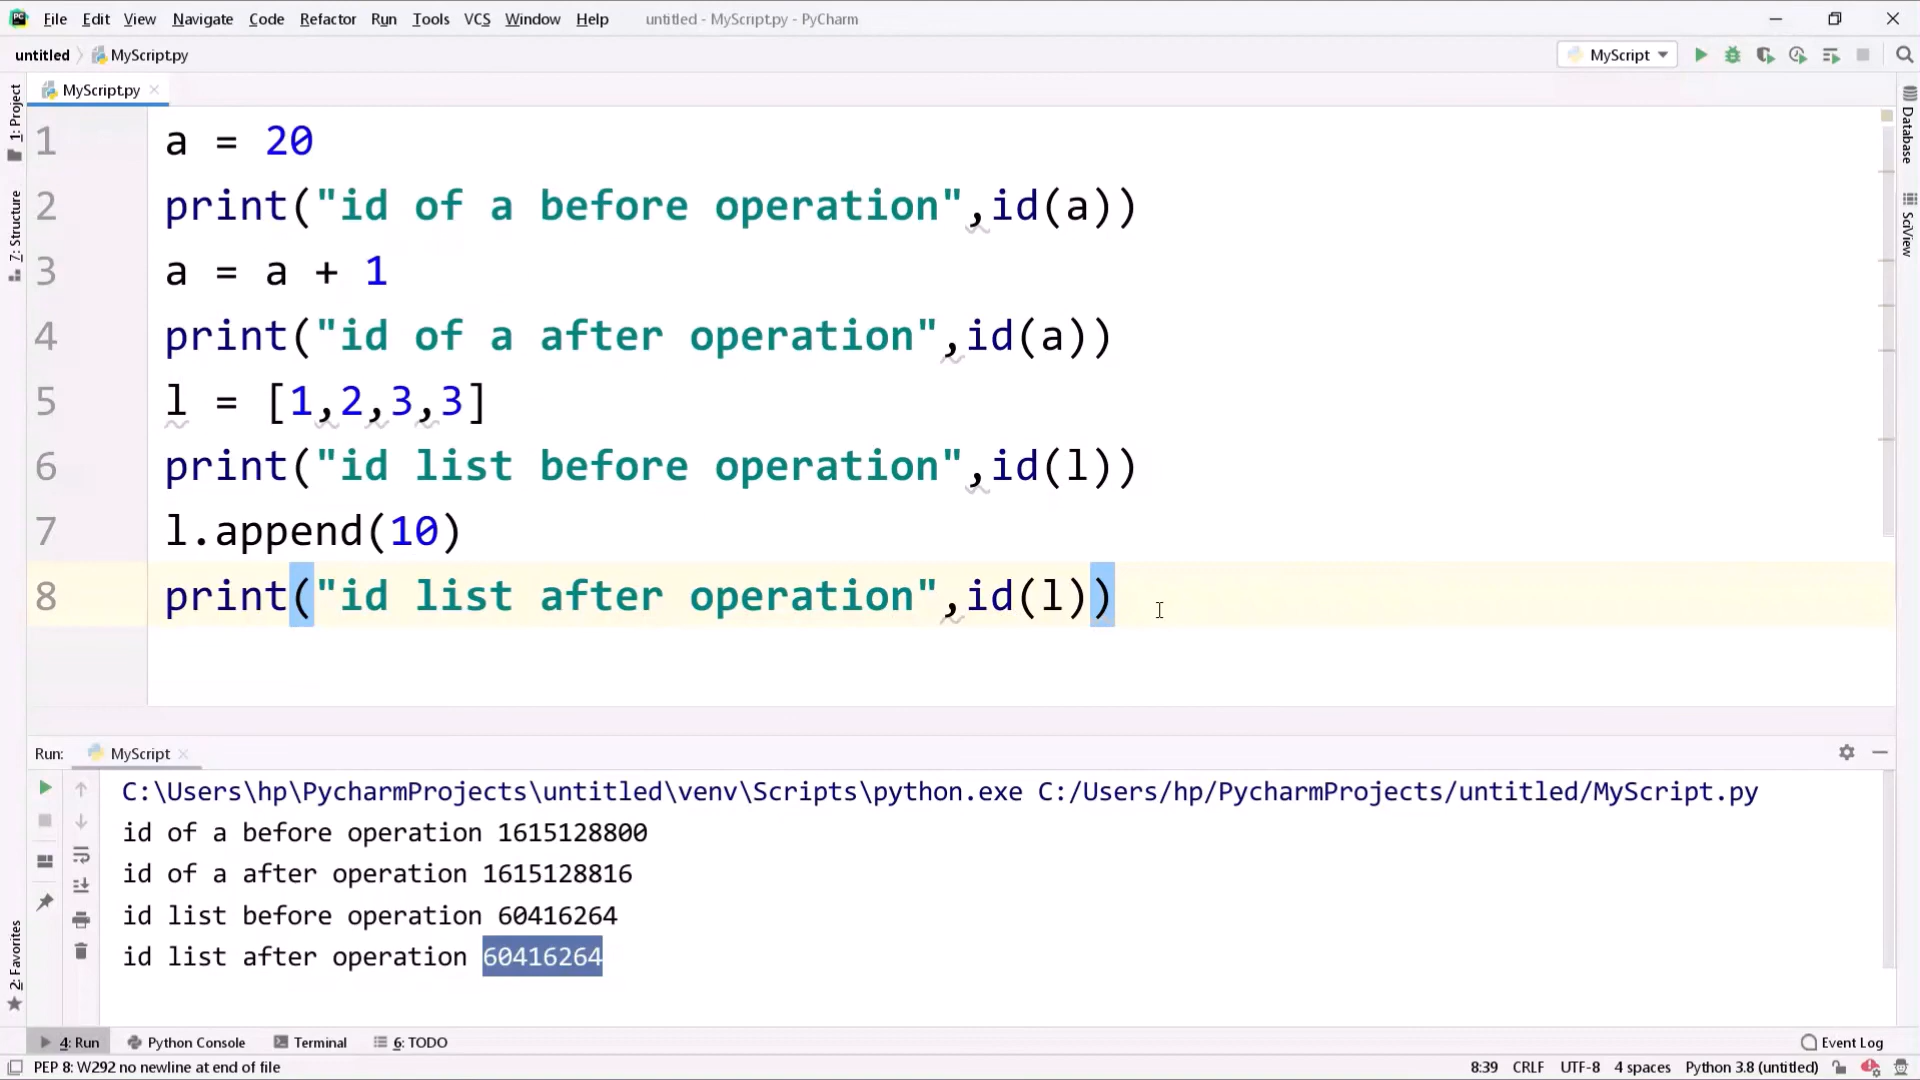 File Edit View Navigate Code Refactor Run Tools VCS Window Help untitled - MyScript.py - PyCharm
untitled MyScript.py MyScript
MyScript.py
1: Project
7: Structure
2: Favorites
Database
SciView
1 a = 20
2 print("id of a before operation",id(a))
3 a = a + 1
4 print("id of a after operation",id(a))
5 l = [1,2,3,3]
6 print("id list before operation",id(l))
7 l.append(10)
8 print("id list after operation",id(l))
Run: MyScript
C:\Users\hp\PycharmProjects\untitled\venv\Scripts\python.exe C:/Users/hp/PycharmProjects/untitled/MyScript.py
id of a before operation 1615128800
id of a after operation 1615128816
id list before operation 60416264
id list after operation 60416264
4: Run Python Console Terminal 6: TODO Event Log
PEP 8: W292 no newline at end of file 8:39 CRLF UTF-8 4 spaces Python 3.8 (untitled)